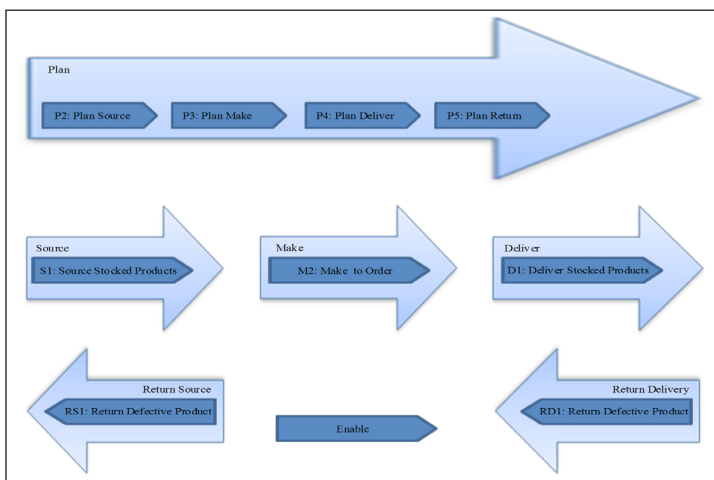 Plan
P2: Plan Source
P3: Plan Make
P4: Plan Deliver
P5: Plan Return
Source
S1: Source Stocked Products
Make
M2: Make to Order
Deliver
D1: Deliver Stocked Products
Return Source
RS1: Return Defective Product
Enable
Return Delivery
RD1: Return Defective Product